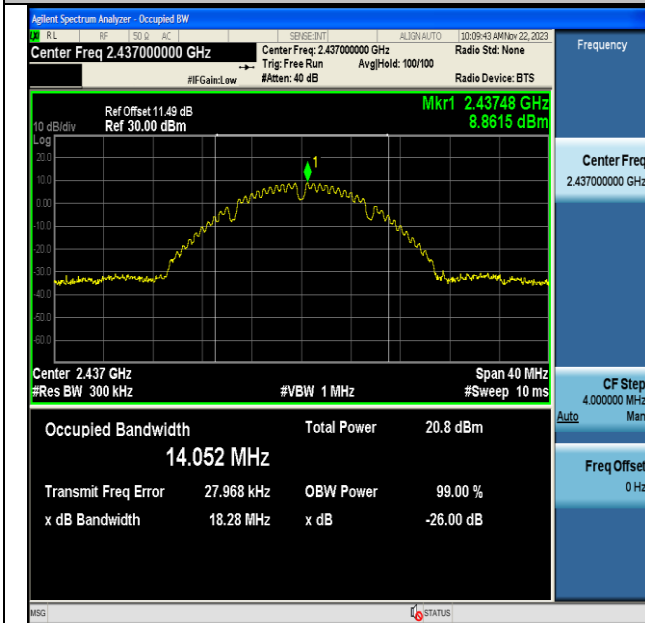 Agilent Spectrum Analyzer - Occupied BW
LXI RL RF 50 Ω AC SENSE:INT ALIGN AUTO 10:09:43 AM Nov 22, 2023
Center Freq 2.437000000 GHz
Center Freq: 2.437000000 GHz
Radio Std: None
Trig: Free Run Avg|Hold: 100/100
#IFGain:Low #Atten: 40 dB Radio Device: BTS
Frequency
Ref Offset 11.49 dB
Mkr1 2.43748 GHz
10 dB/div Ref 30.00 dBm
8.8615 dBm
Log
20.0
10.0
0.00
-10.0
-20.0
-30.0
-40.0
-50.0
-60.0
1
Center 2.437 GHz Span 40 MHz
#Res BW 300 kHz #VBW 1 MHz #Sweep 10 ms
Occupied Bandwidth Total Power 20.8 dBm
14.052 MHz
Transmit Freq Error 27.968 kHz OBW Power 99.00 %
x dB Bandwidth 18.28 MHz x dB -26.00 dB
Center Freq
2.437000000 GHz
CF Step
4.000000 MHz
Auto Man
Freq Offset
0 Hz
MSG STATUS